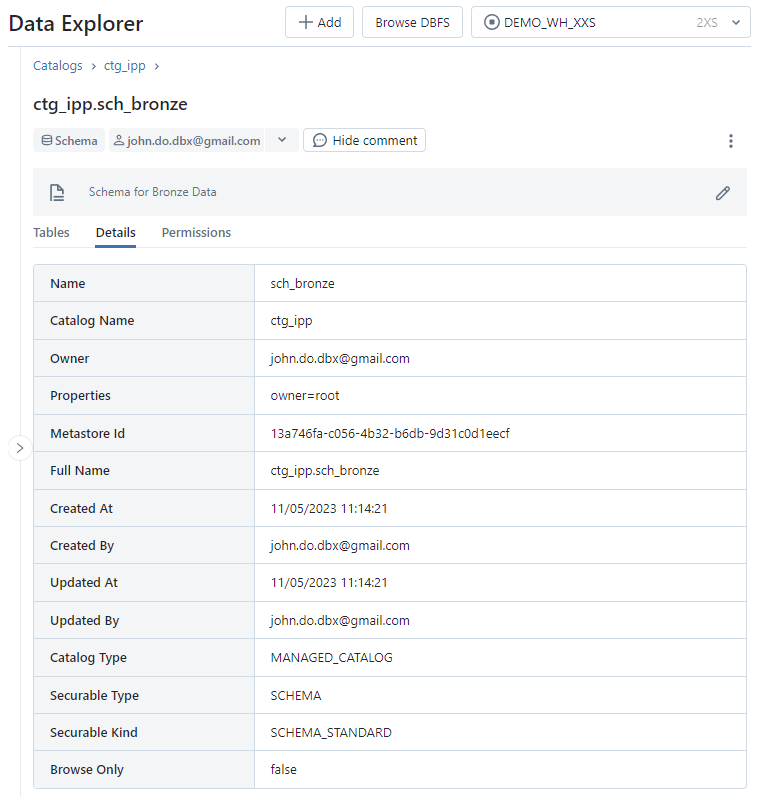 Data Explorer
Add
Browse DBFS
DEMO_WH_XXS 2XS
Catalogs > ctg_ipp >
ctg_ipp.sch_bronze
Schema
john.do.dbx@gmail.com
Hide comment
Schema for Bronze Data
Tables Details Permissions
Name sch_bronze
Catalog Name ctg_ipp
Owner john.do.dbx@gmail.com
Properties owner=root
Metastore Id 13a746fa-c056-4b32-b6db-9d31c0d1eecf
Full Name ctg_ipp.sch_bronze
Created At 11/05/2023 11:14:21
Created By john.do.dbx@gmail.com
Updated At 11/05/2023 11:14:21
Updated By john.do.dbx@gmail.com
Catalog Type MANAGED_CATALOG
Securable Type SCHEMA
Securable Kind SCHEMA_STANDARD
Browse Only false